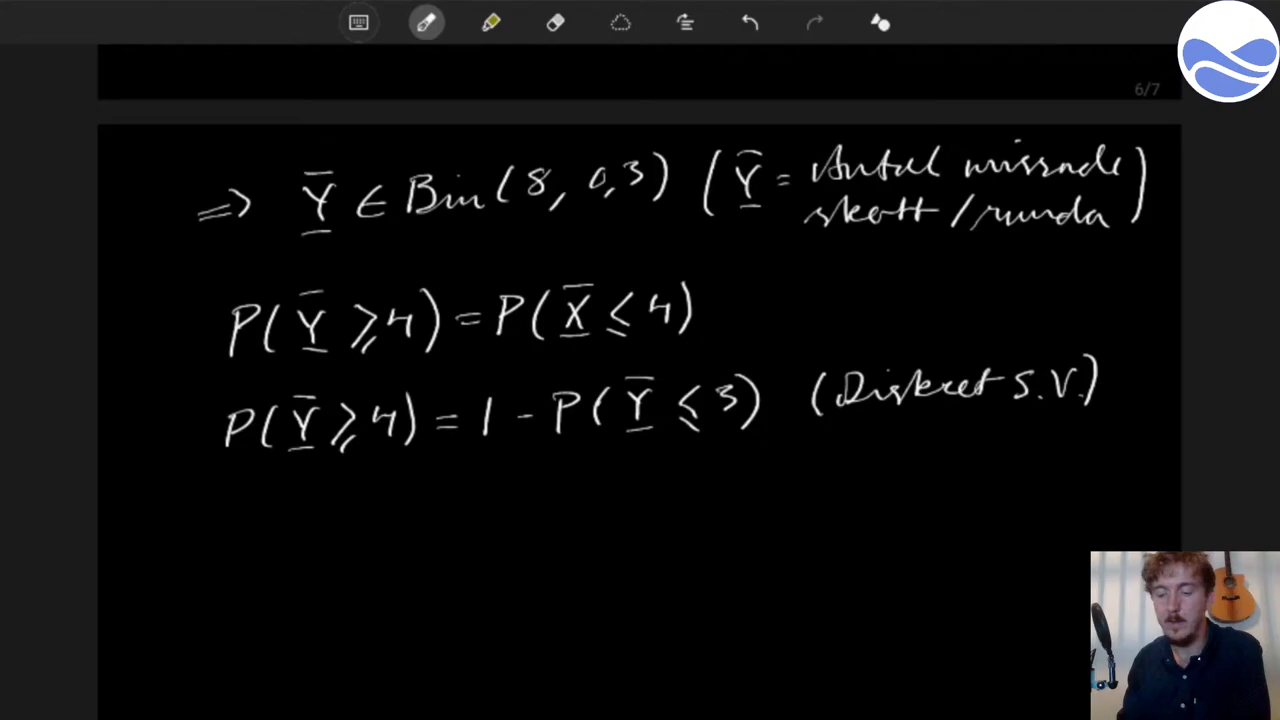 6/7
=> Y ∈ Bin(8, 0,3) (Y = Antal missade
skott/runda)
P(Y ≥ 4) = P(X ≤ 4)
P(Y ≥ 4) = 1 - P(Y ≤ 3) (Diskret S.V.)